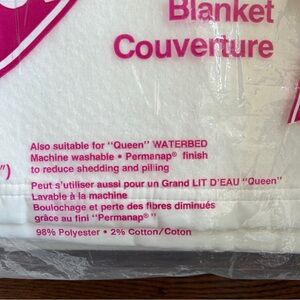 Blanket
Couverture
Also suitable for "Queen" WATERBED
Machine washable • Permanap® finish
to reduce shedding and pilling
")
Peut s'utiliser aussi pour un Grand LIT D'EAU "Queen"
Lavable à la machine
Boulochage et perte des fibres diminués
grâce au fini "Permanap®"
98% Polyester • 2% Cotton/Coton